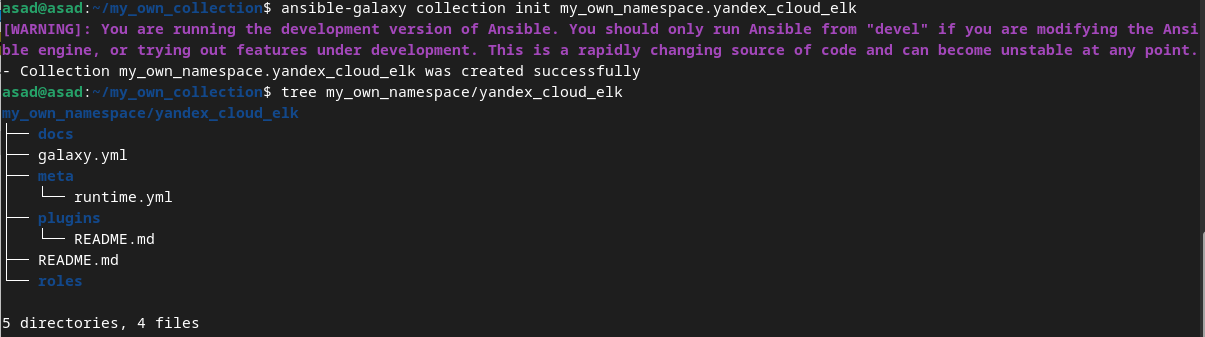 asad@asad:~/my_own_collection$ ansible-galaxy collection init my_own_namespace.yandex_cloud_elk
[WARNING]: You are running the development version of Ansible. You should only run Ansible from "devel" if you are modifying the Ansi
ble engine, or trying out features under development. This is a rapidly changing source of code and can become unstable at any point.
- Collection my_own_namespace.yandex_cloud_elk was created successfully
asad@asad:~/my_own_collection$ tree my_own_namespace/yandex_cloud_elk
my_own_namespace/yandex_cloud_elk
├── docs
├── galaxy.yml
├── meta
│   └── runtime.yml
├── plugins
│   └── README.md
├── README.md
└── roles
5 directories, 4 files